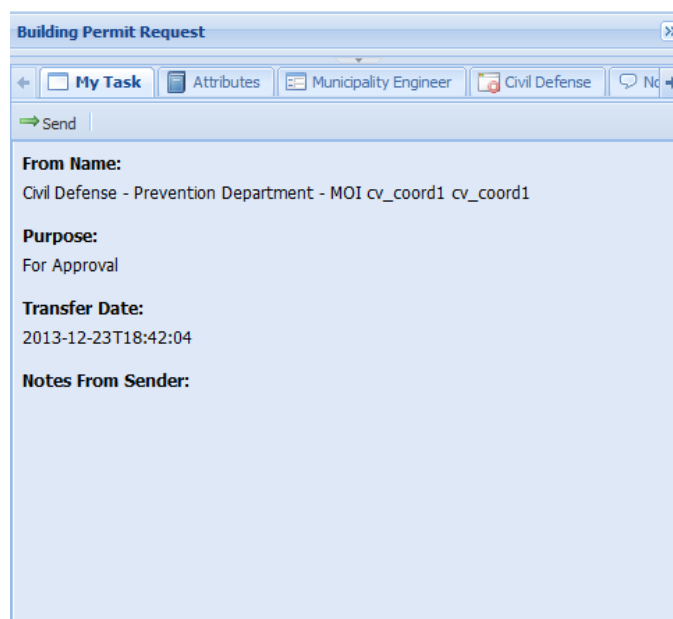 Building Permit Request
My Task Attributes Municipality Engineer Civil Defense
Send
From Name:
Civil Defense - Prevention Department - MOI cv_coord1 cv_coord1
Purpose:
For Approval
Transfer Date:
2013-12-23T18:42:04
Notes From Sender: